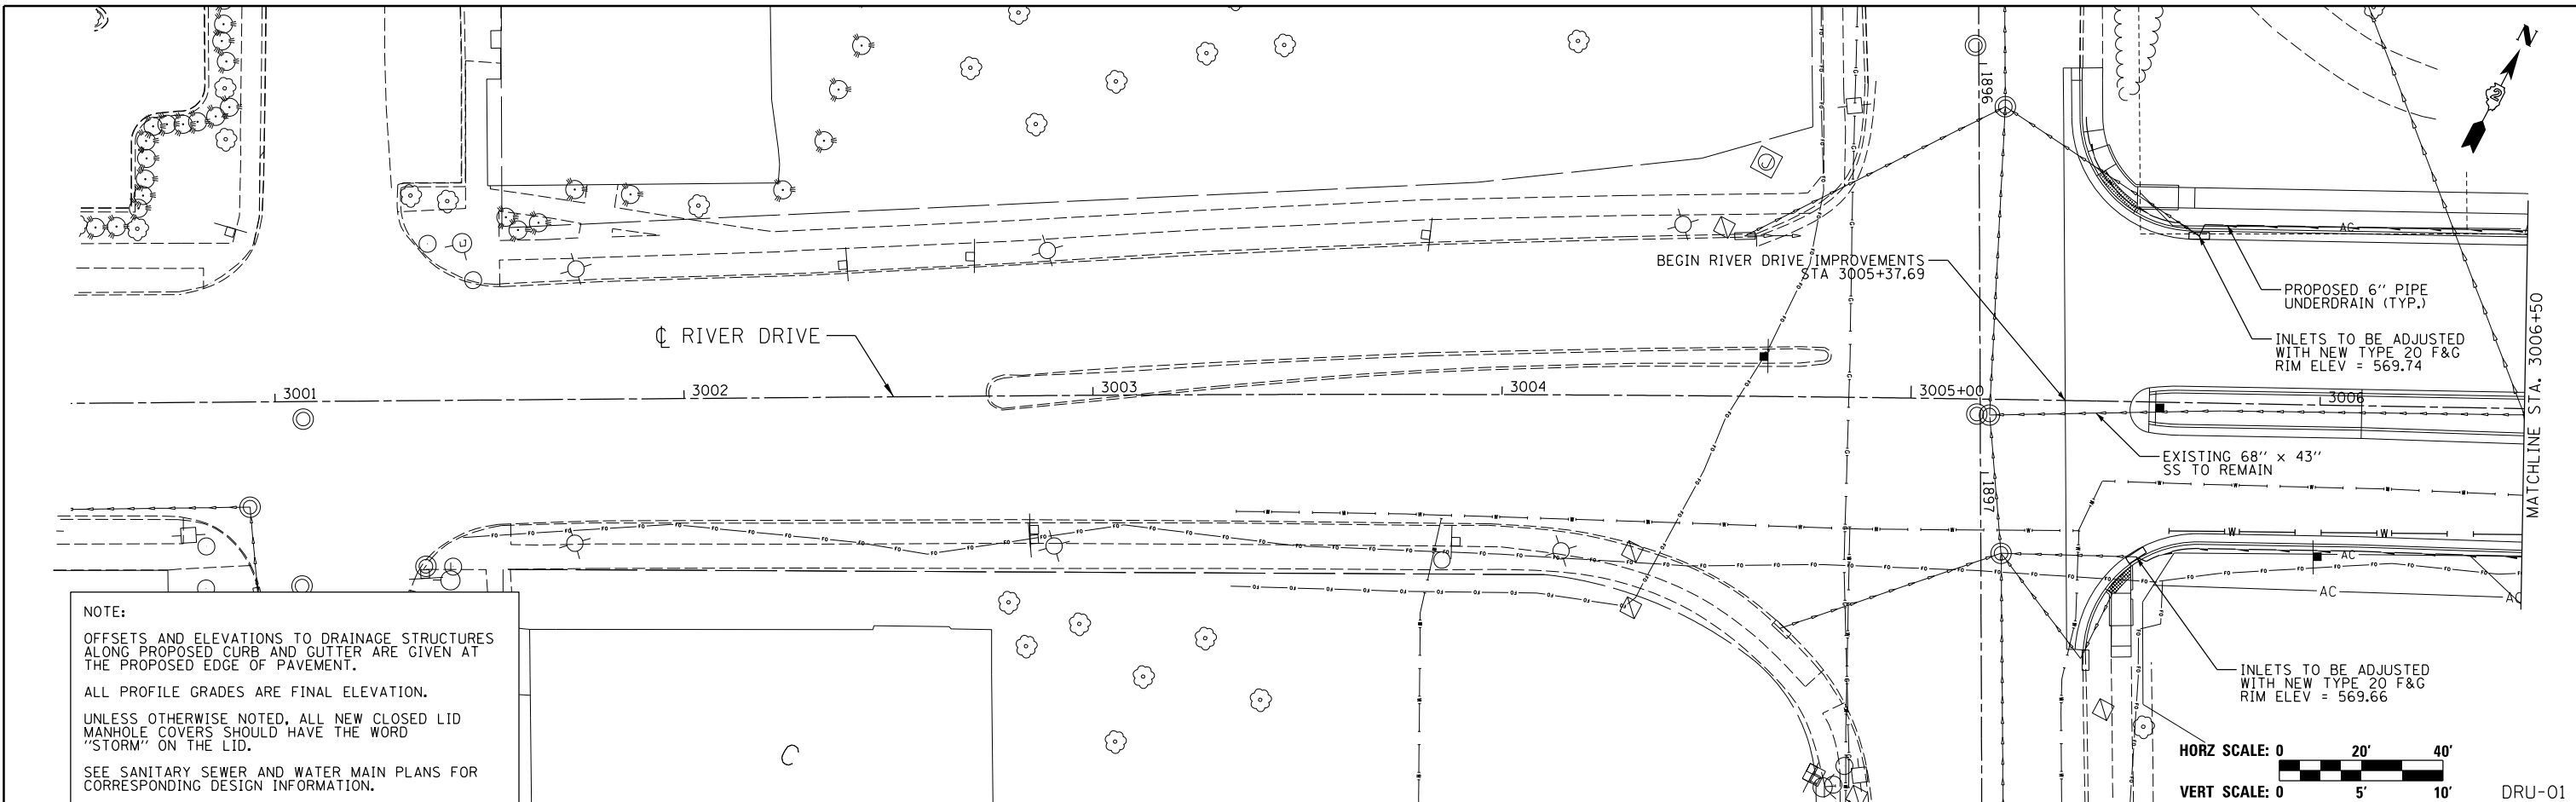 N
2
1896
BEGIN RIVER DRIVE IMPROVEMENTS
STA 3005+37.69
PROPOSED 6" PIPE
UNDERDRAIN (TYP.)
INLETS TO BE ADJUSTED
WITH NEW TYPE 20 F&G
RIM ELEV = 569.74
℄ RIVER DRIVE
3001
3002
3003
3004
3005+00
3006
MATCHLINE STA. 3006+50
EXISTING 68" x 43"
SS TO REMAIN
1897
AC
W
W
AC
AC
AC
INLETS TO BE ADJUSTED
WITH NEW TYPE 20 F&G
RIM ELEV = 569.66
NOTE:
OFFSETS AND ELEVATIONS TO DRAINAGE STRUCTURES
ALONG PROPOSED CURB AND GUTTER ARE GIVEN AT
THE PROPOSED EDGE OF PAVEMENT.
ALL PROFILE GRADES ARE FINAL ELEVATION.
UNLESS OTHERWISE NOTED, ALL NEW CLOSED LID
MANHOLE COVERS SHOULD HAVE THE WORD
"STORM" ON THE LID.
SEE SANITARY SEWER AND WATER MAIN PLANS FOR
CORRESPONDING DESIGN INFORMATION.
C
HORZ SCALE: 0 20' 40'
VERT SCALE: 0 5' 10'
DRU-01